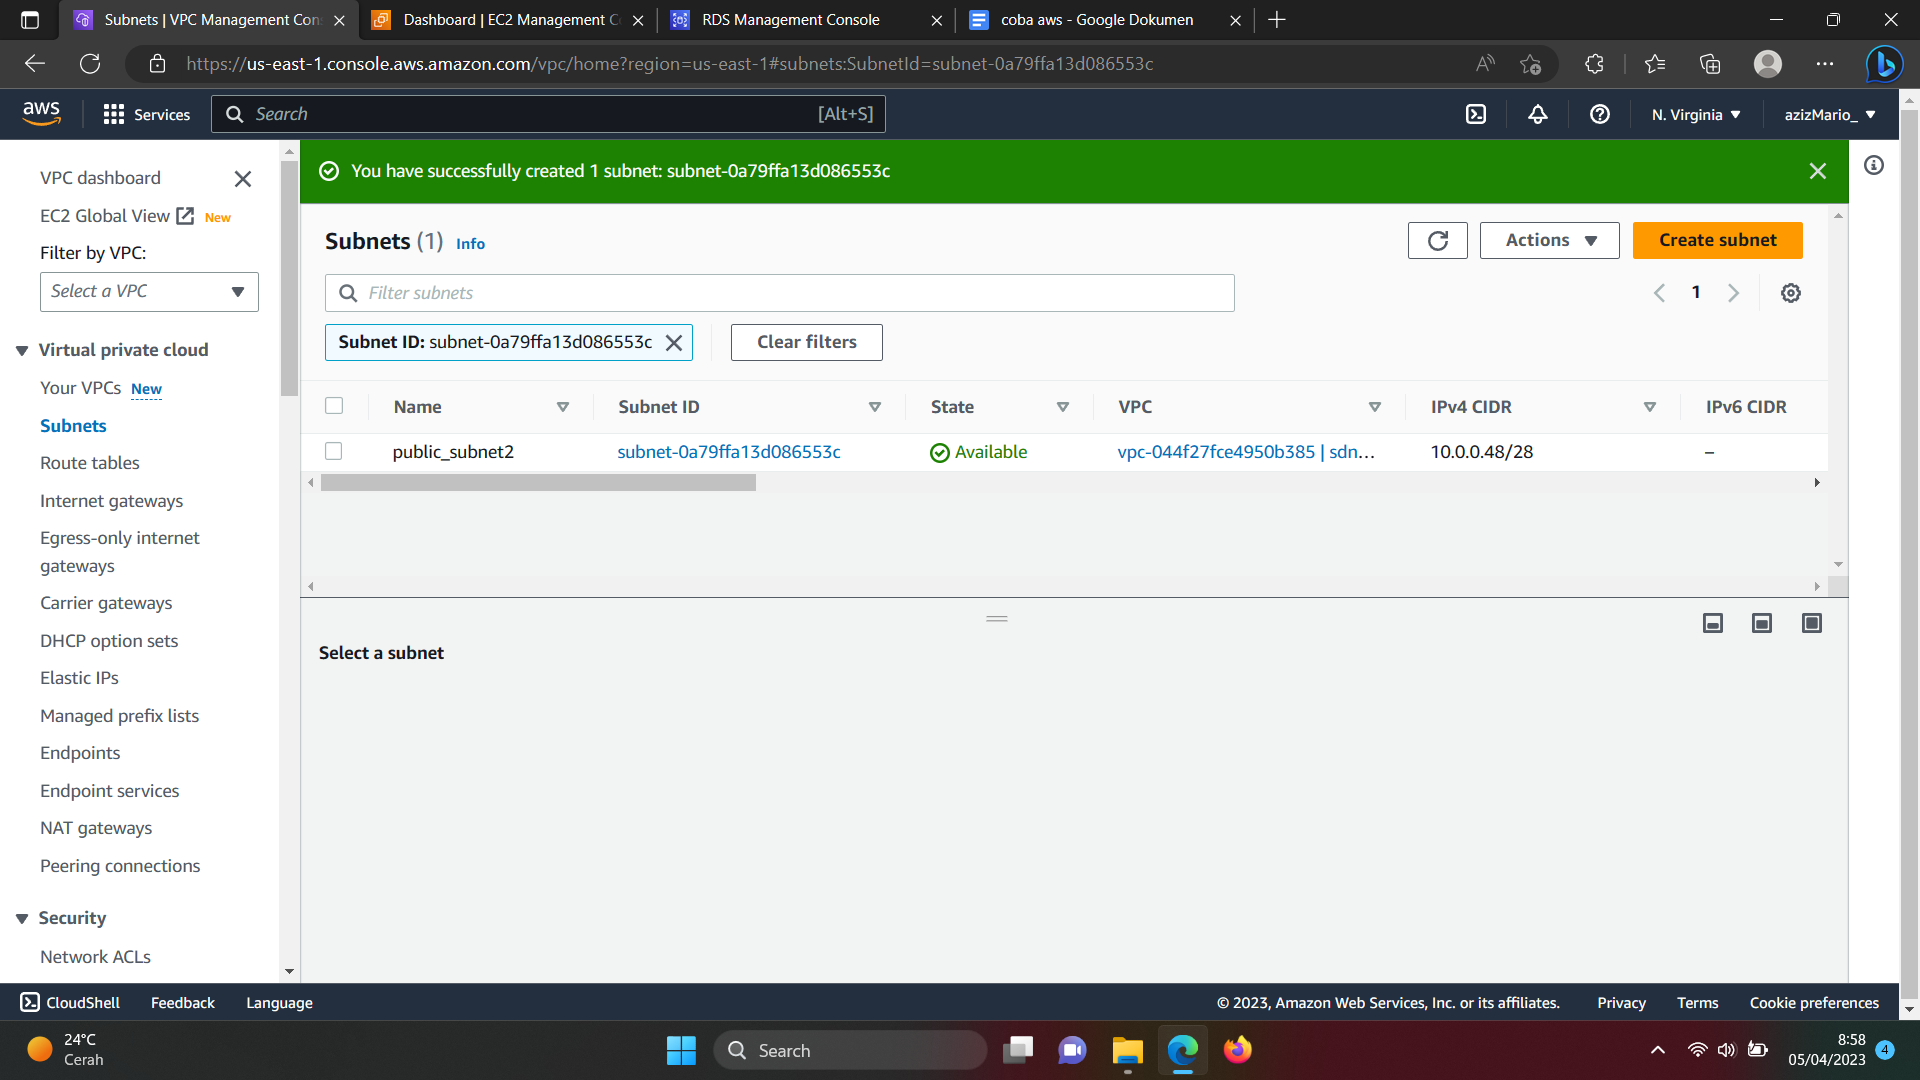 Subnets | VPC Management Con
Dashboard | EC2 Management C
RDS Management Console
coba aws - Google Dokumen
https://us-east-1.console.aws.amazon.com/vpc/home?region=us-east-1#subnets:SubnetId=subnet-0a79ffa13d086553c
aws
Services
Search
[Alt+S]
N. Virginia
azizMario_
VPC dashboard
EC2 Global View New
Filter by VPC:
Select a VPC
Virtual private cloud
Your VPCs New
Subnets
Route tables
Internet gateways
Egress-only internet
gateways
Carrier gateways
DHCP option sets
Elastic IPs
Managed prefix lists
Endpoints
Endpoint services
NAT gateways
Peering connections
Security
Network ACLs
You have successfully created 1 subnet: subnet-0a79ffa13d086553c
Subnets (1) Info
Actions
Create subnet
Filter subnets
1
Subnet ID: subnet-0a79ffa13d086553c
Clear filters
Name Subnet ID State VPC IPv4 CIDR IPv6 CIDR
public_subnet2 subnet-0a79ffa13d086553c Available vpc-044f27fce4950b385 | sdn... 10.0.0.48/28 –
Select a subnet
CloudShell Feedback Language
© 2023, Amazon Web Services, Inc. or its affiliates. Privacy Terms Cookie preferences
24°C
Cerah
Search
8:58
05/04/2023
4